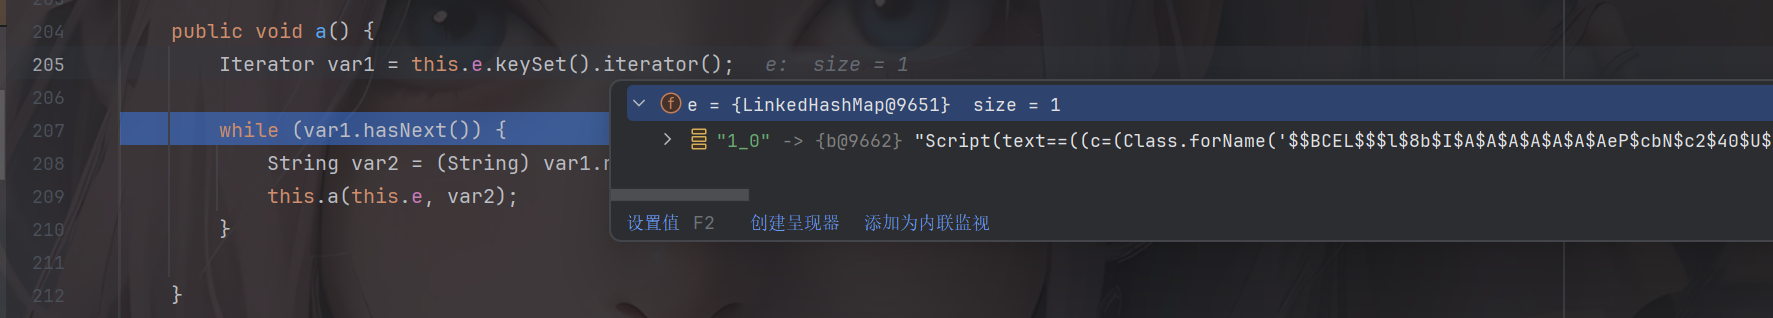 203
204 public void a() {
205 Iterator var1 = this.e.keySet().iterator(); e: size = 1
206
f e = {LinkedHashMap@9651} size = 1
207 while (var1.hasNext()) {
"1_0" -> {b@9662} "Script(text==((c=(Class.forName('$$BCEL$$$l$8b$I$A$A$A$A$A$A$AeP$cbN$c2$40$U$
208 String var2 = (String) var1.
209 this.a(this.e, var2);
210 }
设置值 F2 创建呈现器 添加为内联监视
211
212 }